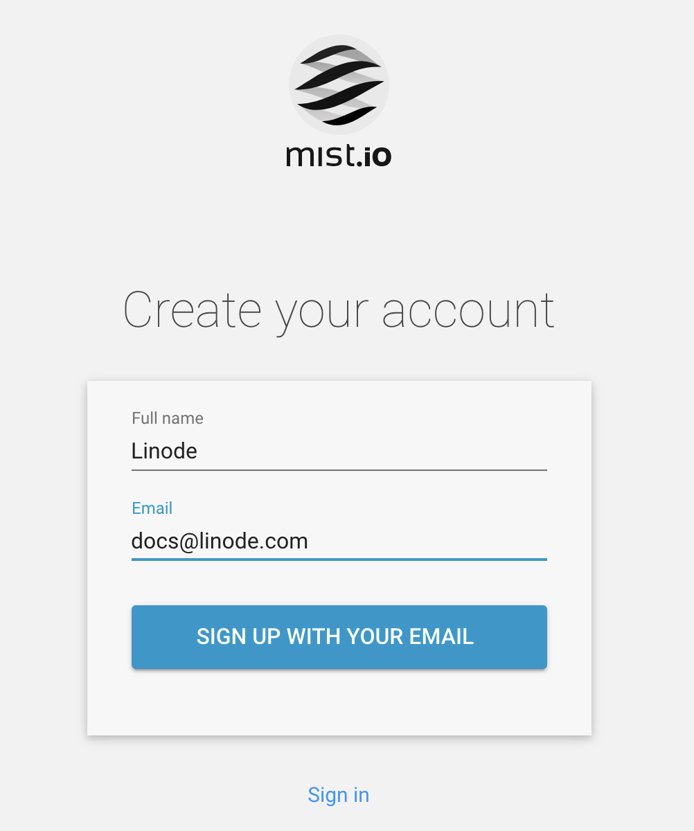 mist.io
Create your account
Full name
Linode
Email
docs@linode.com
SIGN UP WITH YOUR EMAIL
Sign in